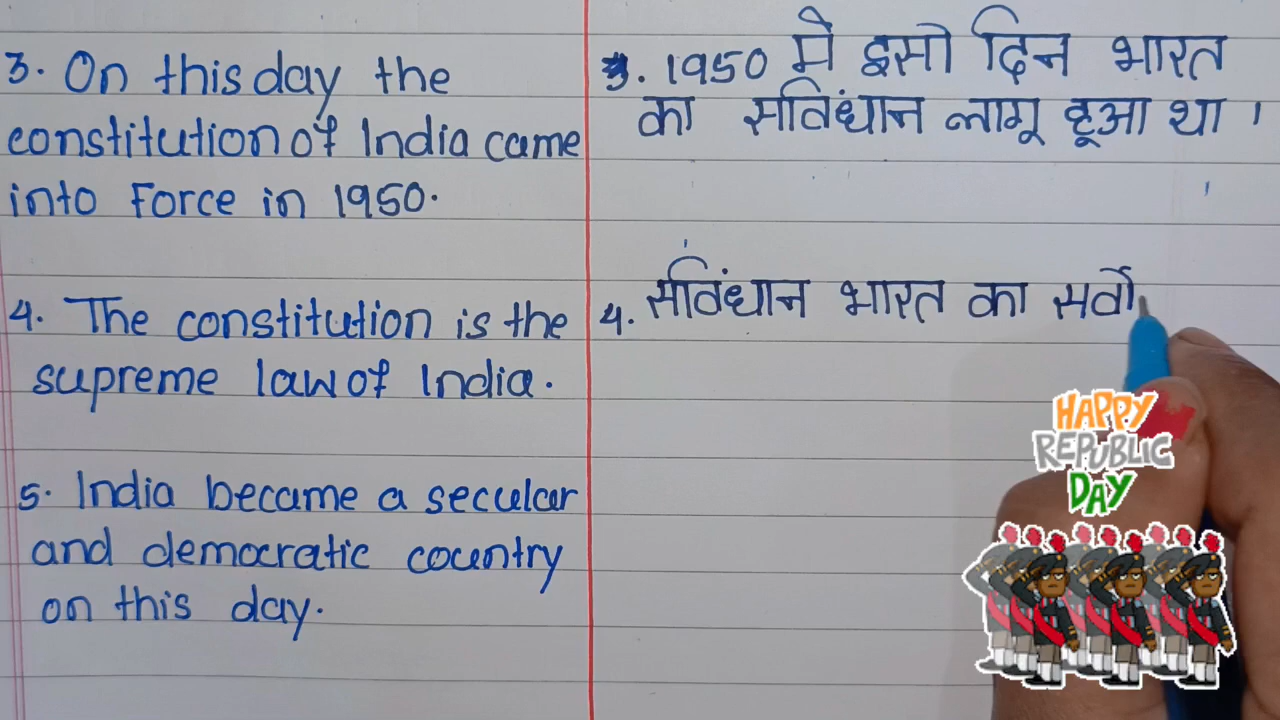 3. On this day the
constitution of India came
into Force in 1950.
4. The constitution is the
supreme law of India.
5. India became a secular
and democratic country
on this day.
3. 1950 मे इसी दिन भारत
का सविंधान लागू हूआ था ।
4. सविंधान भारत का सर्वो
HAPPY
REPUBLIC
DAY